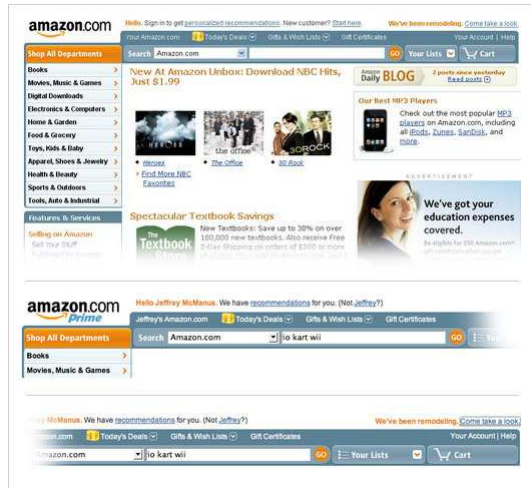 amazon.com
Hello. Sign in to get personalized recommendations. New customer? Start here.
We've been remodeling. Come take a look
Your Amazon.com Today's Deals Gifts & Wish Lists Gift Certificates Your Account | Help
Shop All Departments
Search Amazon.com GO Your Lists Cart
Books
Movies, Music & Games
Digital Downloads
Electronics & Computers
Home & Garden
Food & Grocery
Toys, Kids & Baby
Apparel, Shoes & Jewelry
Health & Beauty
Sports & Outdoors
Tools, Auto & Industrial
Features & Services
Selling on Amazon
Sell Your Stuff
New At Amazon Unbox: Download NBC Hits,
Just $1.99
HEROES
the office
30ROCK
Heroes
The Office
30 Rock
Find More NBC
Favorites
Spectacular Textbook Savings
The
Textbook
Store
New Textbooks: Save up to 30% on over
100,000 new textbooks. Also receive Free
2-Day Shipping on orders of $200 or more
Amazon
Daily BLOG
2 posts since yesterday
Read posts
Our Best MP3 Players
Check out the most popular MP3
players on Amazon.com, including
all iPods, Zunes, SanDisk, and
more.
ADVERTISEMENT
We've got your
education expenses
covered.
amazon.com
Prime
Hello Jeffrey McManus. We have recommendations for you. (Not Jeffrey?)
Jeffrey's Amazon.com Today's Deals Gifts & Wish Lists Gift Certificates
Shop All Departments
Search Amazon.com io kart wii GO
Books
Movies, Music & Games
McManus. We have recommendations for you. (Not Jeffrey?)
We've been remodeling. Come take a look.
Today's Deals Gifts & Wish Lists Gift Certificates Your Account | Help
mazon.com io kart wii GO Your Lists Cart